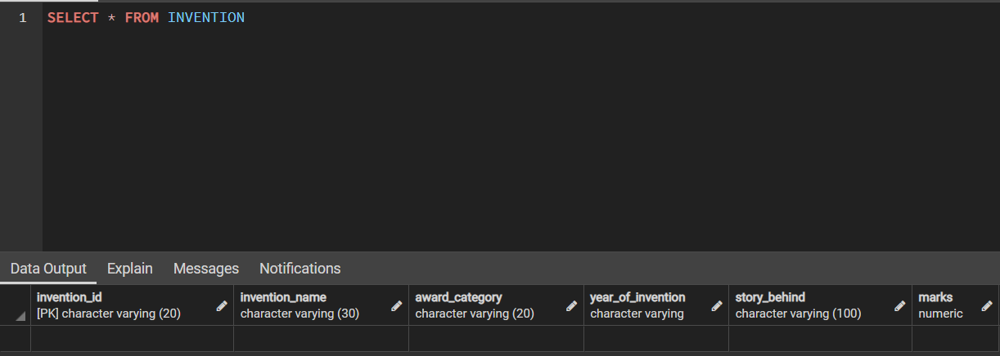 1 SELECT * FROM INVENTION
Data Output Explain Messages Notifications
invention_id invention_name award_category year_of_invention story_behind marks
[PK] character varying (20) character varying (30) character varying (20) character varying character varying (100) numeric